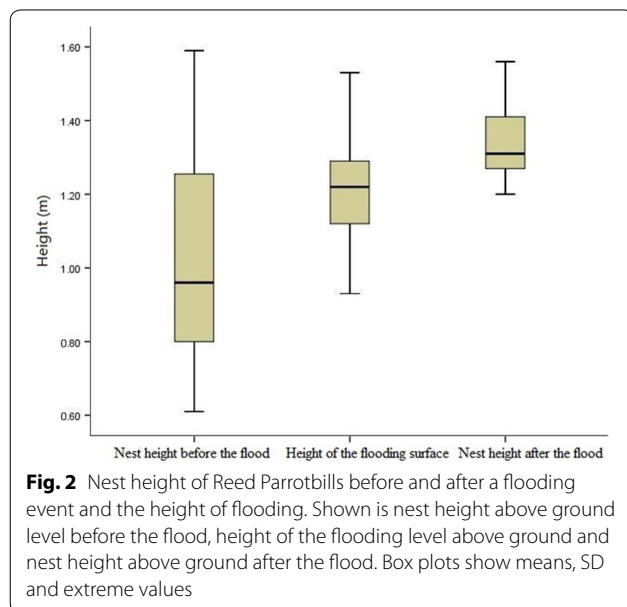 1.60
1.40
1.20
1.00
0.80
0.60
Height (m)
Nest height before the flood Height of the flooding surface Nest height after the flood
Fig. 2 Nest height of Reed Parrotbills before and after a flooding
event and the height of flooding. Shown is nest height above ground
level before the flood, height of the flooding level above ground and
nest height above ground after the flood. Box plots show means, SD
and extreme values